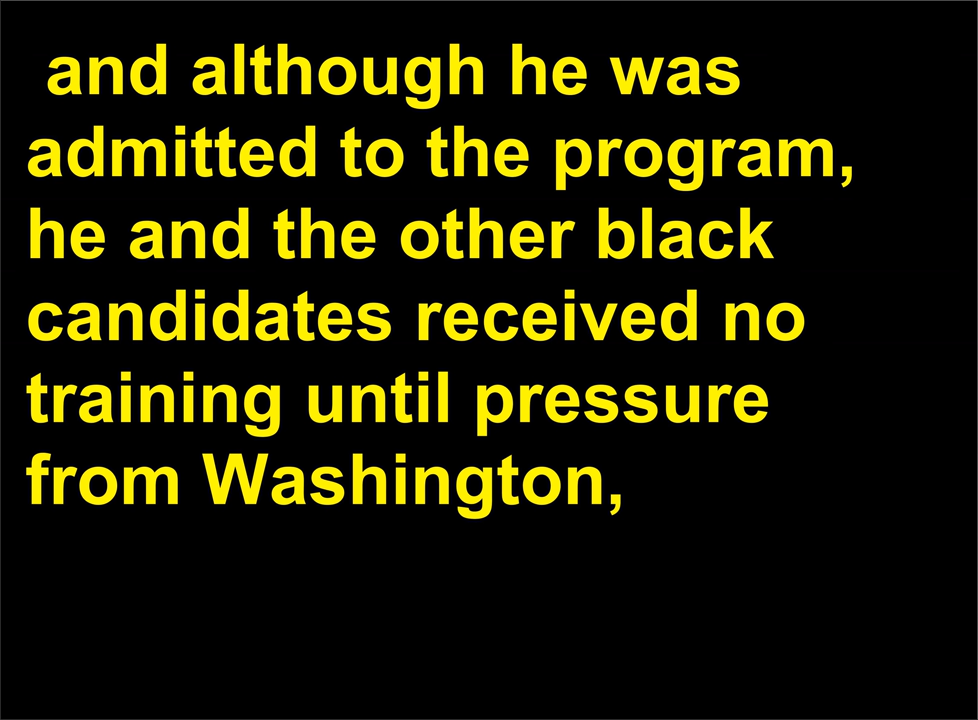 and although he was
admitted to the program,
he and the other black
candidates received no
training until pressure
from Washington,